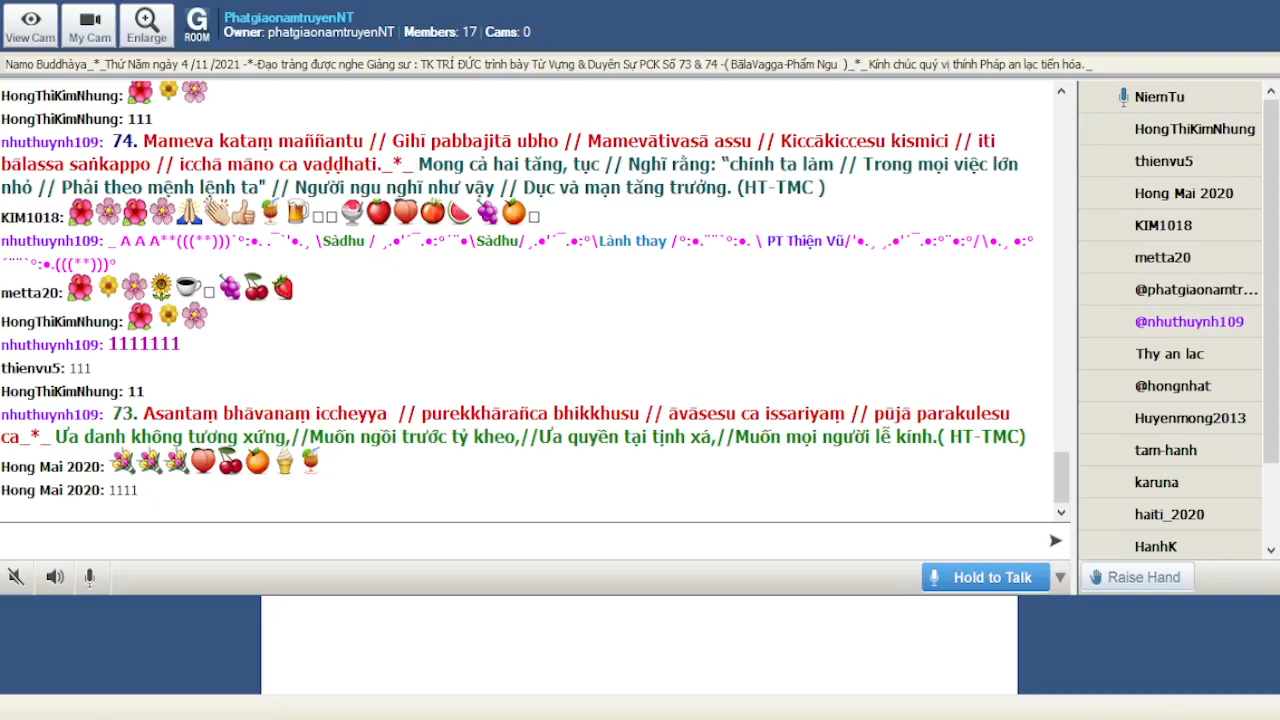 View Cam
My Cam
Enlarge
G
ROOM
PhatgiaonamtruyenNT
Owner: phatgiaonamtruyenNT | Members: 17 | Cams: 0
Namo Buddhàya_*_Thứ Năm ngày 4 /11 /2021 -*-Đạo tràng được nghe Giảng sư : TK TRÍ ĐỨC trình bày Từ Vựng & Duyên Sự PCK Số 73 & 74 -( BālaVagga-Phẩm Ngu )_*_ Kính chúc quý vị thính Pháp an lạc tiến hóa._
HongThiKimNhung:
HongThiKimNhung: 111
nhuthuynh109: 74. Mameva kataṃ maññantu // Gihī pabbajitā ubho // Mamevātivasā assu // Kiccākiccesu kismici // iti
bālassa saṅkappo // icchā māno ca vaḍḍhati._*_ Mong cả hai tăng, tục // Nghĩ rằng: “chính ta làm // Trong mọi việc lớn
nhỏ // Phải theo mệnh lệnh ta" // Người ngu nghĩ như vậy // Dục và mạn tăng trưởng. (HT-TMC )
KIM1018:
nhuthuynh109: _ A A A**(((**)))`°:•. .¯`'•.¸ \Sàdhu / ¸.•'´¯.•:°´¨•\Sàdhu/ ¸.•'´¯.•:°\Lành thay /°:•.¨¨`°:•. \ PT Thiện Vũ/'•.¸ ¸.•'´¯.•:°¨•:°/\•.¸ •:°
´¨¨`°:•.(((**)))°
metta20:
HongThiKimNhung:
nhuthuynh109: 1111111
thienvu5: 111
HongThiKimNhung: 11
nhuthuynh109: 73. Asantaṃ bhāvanaṃ iccheyya // purekkhārañca bhikkhusu // āvāsesu ca issariyaṃ // pūjā parakulesu
ca_*_ Ưa danh không tương xứng,//Muốn ngồi trước tỷ kheo,//Ưa quyền tại tịnh xá,//Muốn mọi người lễ kính.( HT-TMC)
Hong Mai 2020:
Hong Mai 2020: 1111
NiemTu
HongThiKimNhung
thienvu5
Hong Mai 2020
KIM1018
metta20
@phatgiaonamtr...
@nhuthuynh109
Thy an lac
@hongnhat
Huyenmong2013
tam-hanh
karuna
haiti_2020
HanhK
Hold to Talk
Raise Hand